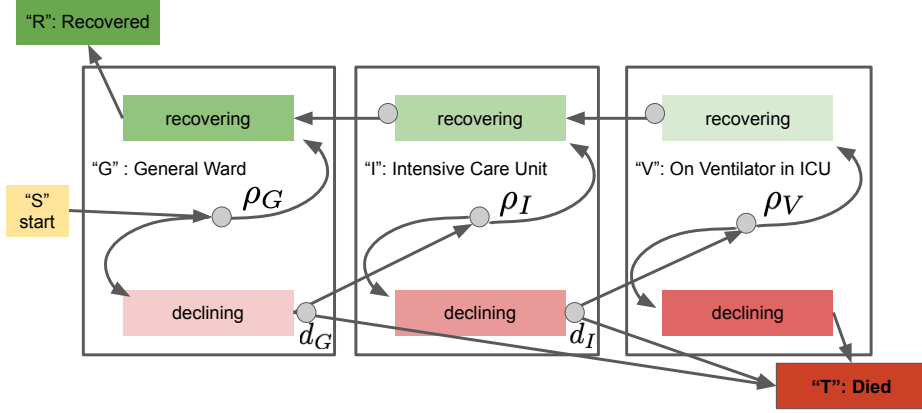 “R”: Recovered
recovering
recovering
recovering
“G” : General Ward
“I”: Intensive Care Unit
“V”: On Ventilator in ICU
“S”
start
ρG
ρI
ρV
declining
declining
declining
dG
dI
“T”: Died